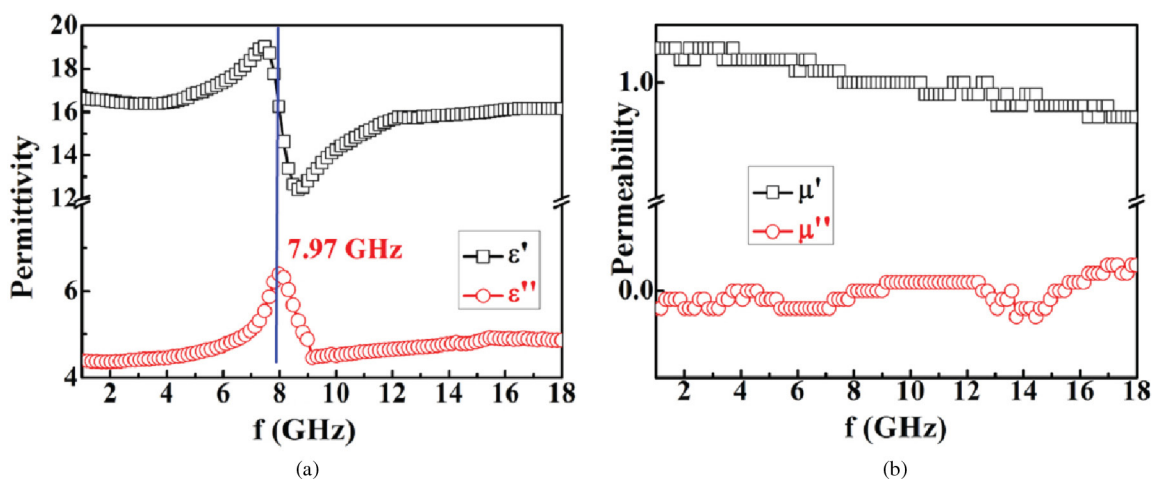 20
18
16
14
12
6
4
Permittivity
7.97 GHz
ε'
ε''
2 4 6 8 10 12 14 16 18
f (GHz)
(a)
1.0
0.0
Permeability
μ'
μ''
2 4 6 8 10 12 14 16 18
f (GHz)
(b)